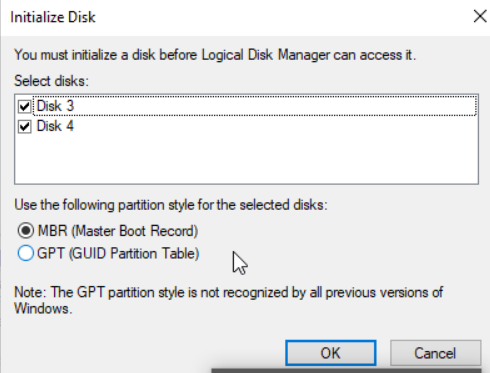 Initialize Disk
You must initialize a disk before Logical Disk Manager can access it.
Select disks:
Disk 3
Disk 4
Use the following partition style for the selected disks:
MBR (Master Boot Record)
GPT (GUID Partition Table)
Note: The GPT partition style is not recognized by all previous versions of
Windows.
OK Cancel